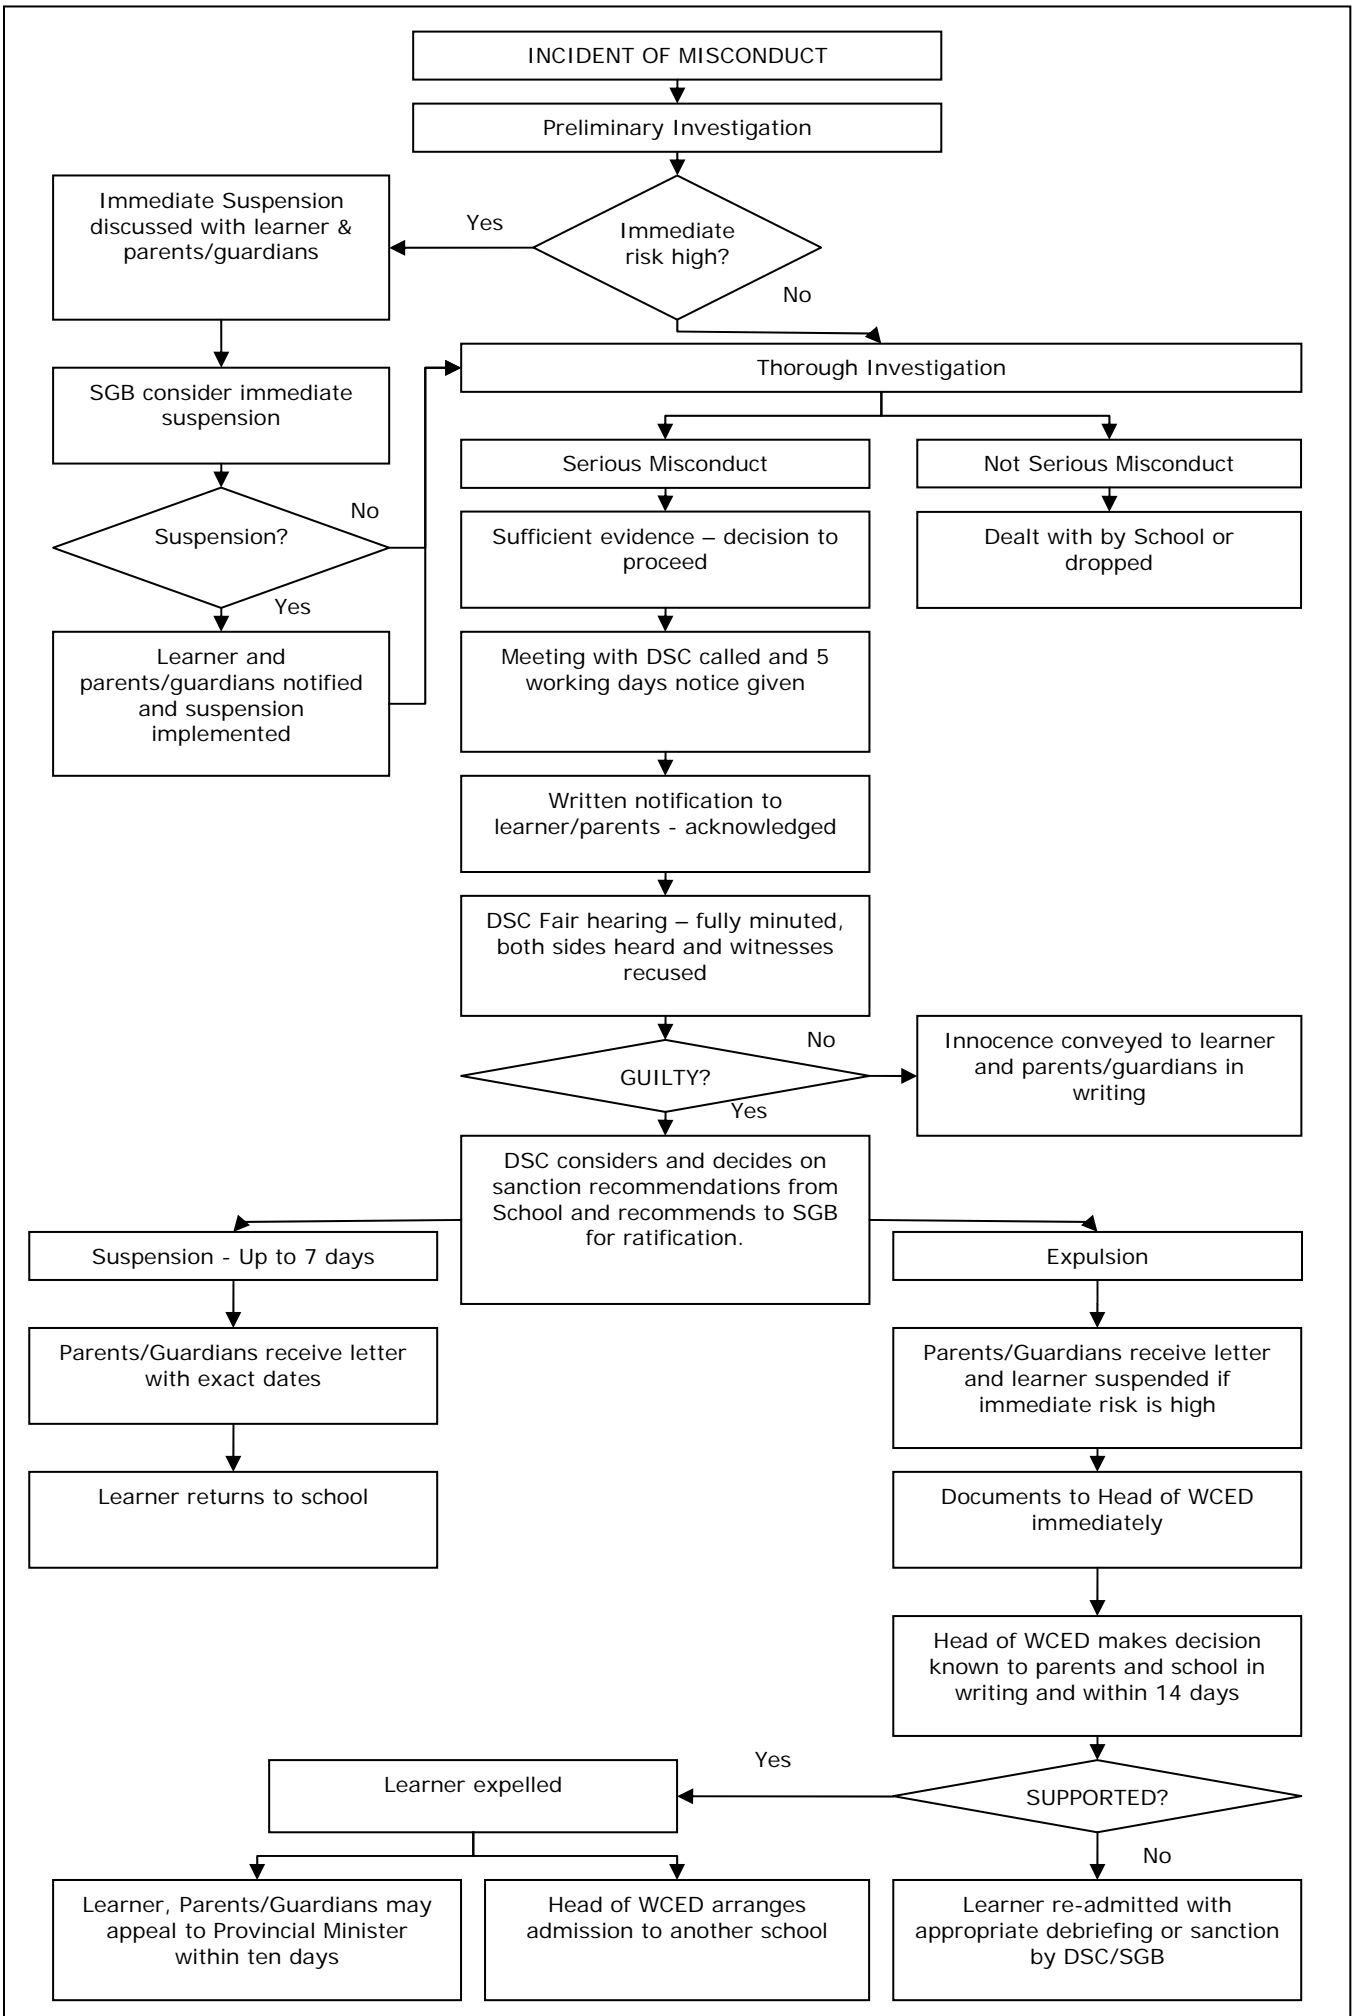 INCIDENT OF MISCONDUCT
Preliminary Investigation
Immediate Suspension
discussed with learner &
parents/guardians
Yes
Immediate
risk high?
No
Thorough Investigation
SGB consider immediate
suspension
Serious Misconduct
Not Serious Misconduct
Suspension?
No
Sufficient evidence – decision to
proceed
Dealt with by School or
dropped
Yes
Learner and
parents/guardians notified
and suspension
implemented
Meeting with DSC called and 5
working days notice given
Written notification to
learner/parents - acknowledged
DSC Fair hearing – fully minuted,
both sides heard and witnesses
recused
GUILTY?
No
Innocence conveyed to learner
and parents/guardians in
writing
Yes
DSC considers and decides on
sanction recommendations from
School and recommends to SGB
for ratification.
Suspension - Up to 7 days
Expulsion
Parents/Guardians receive letter
with exact dates
Parents/Guardians receive letter
and learner suspended if
immediate risk is high
Learner returns to school
Documents to Head of WCED
immediately
Head of WCED makes decision
known to parents and school in
writing and within 14 days
Learner expelled
Yes
SUPPORTED?
No
Learner, Parents/Guardians may
appeal to Provincial Minister
within ten days
Head of WCED arranges
admission to another school
Learner re-admitted with
appropriate debriefing or sanction
by DSC/SGB